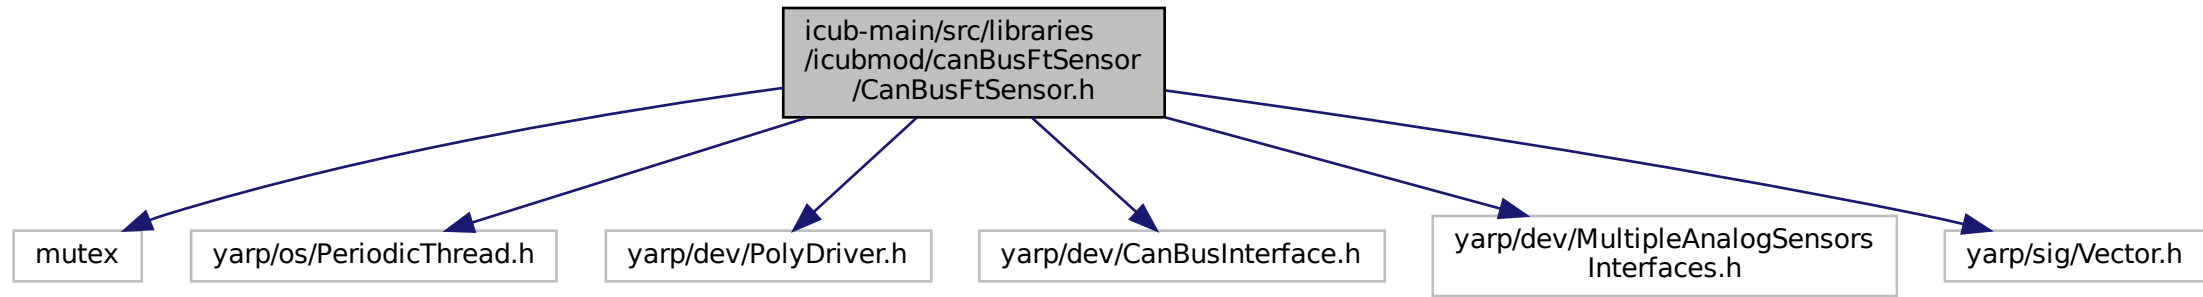 icub-main/src/libraries
/icubmod/canBusFtSensor
/CanBusFtSensor.h
mutex
yarp/os/PeriodicThread.h
yarp/dev/PolyDriver.h
yarp/dev/CanBusInterface.h
yarp/dev/MultipleAnalogSensors
Interfaces.h
yarp/sig/Vector.h